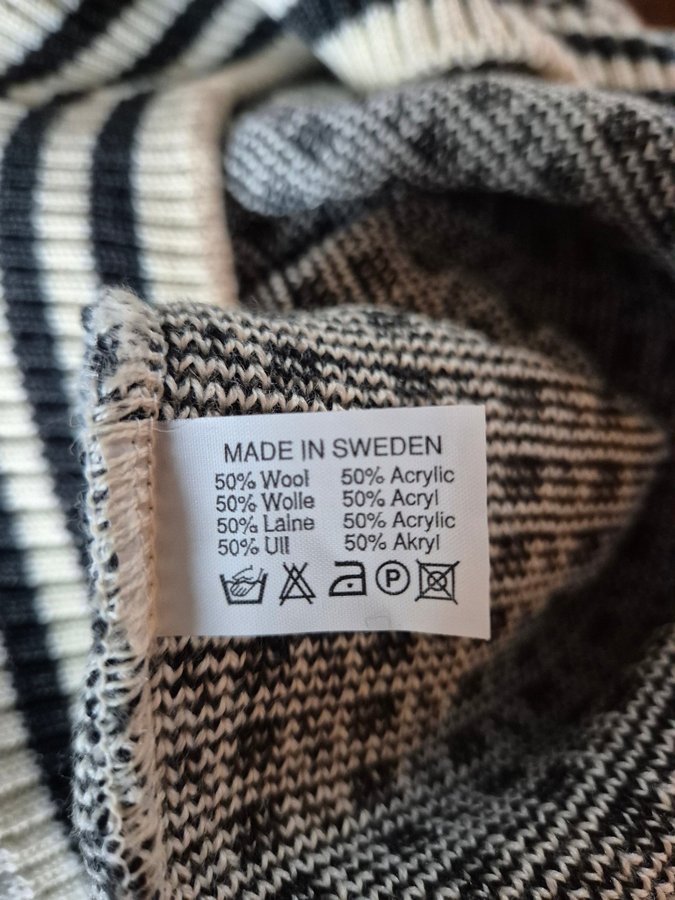 MADE IN SWEDEN
50% Wool 50% Acrylic
50% Wolle 50% Acryl
50% Laine 50% Acrylic
50% Ull 50% Akryl
P